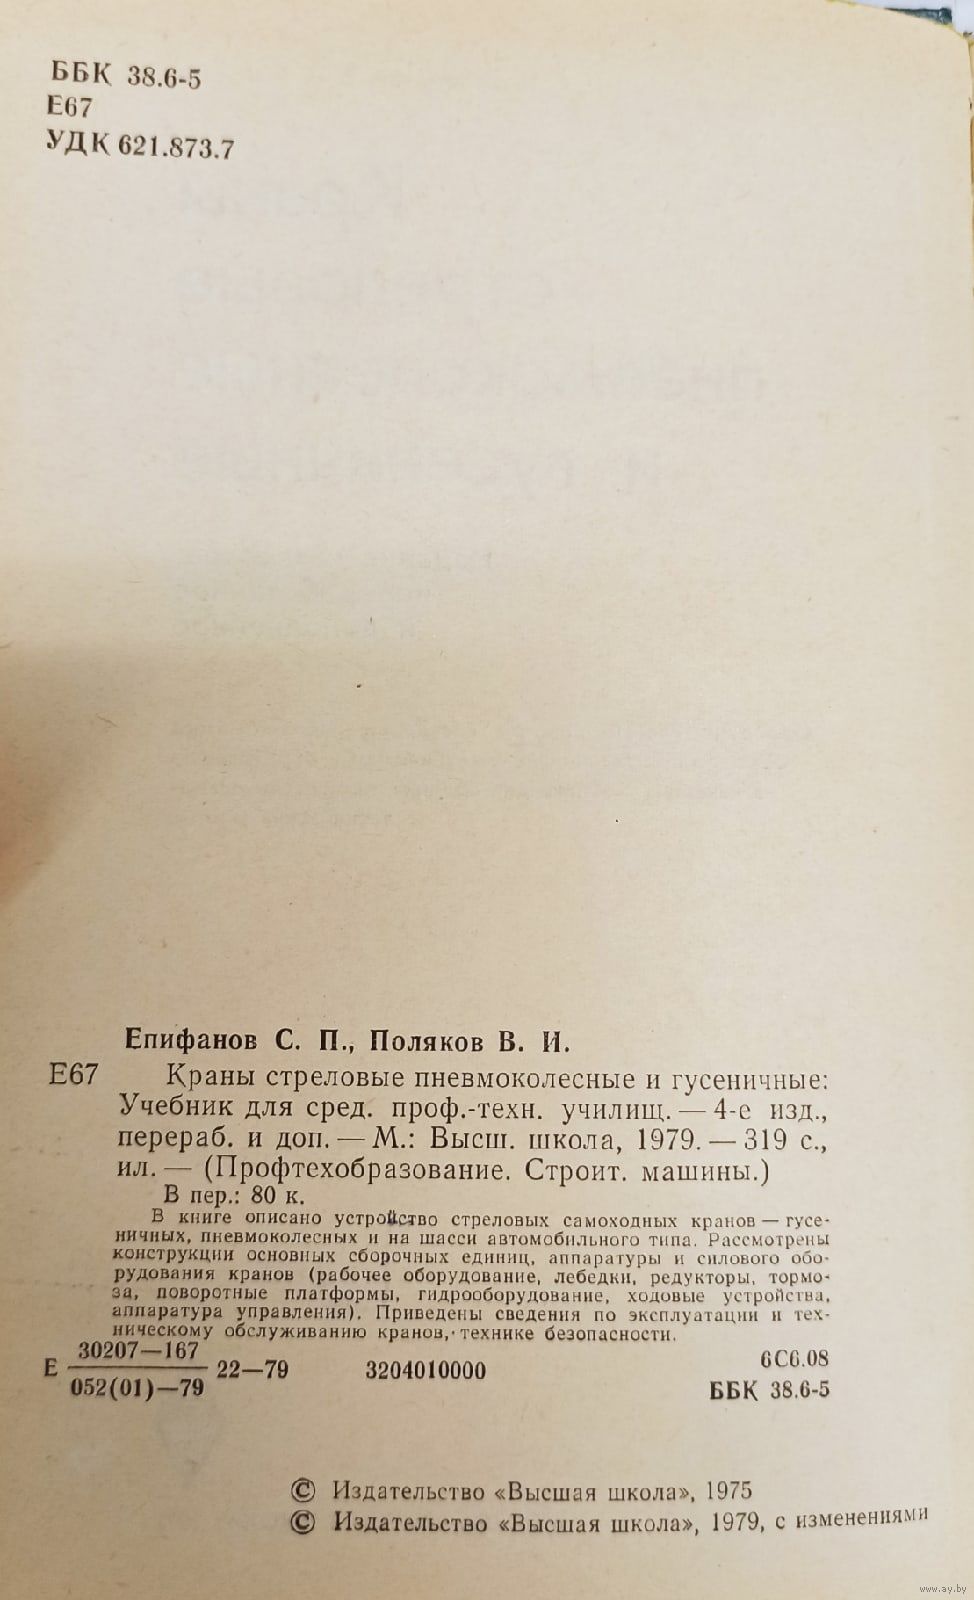 ББК 38.6-5
Е67
УДК 621.873.7
Епифанов С. П., Поляков В. И.
Е67 Краны стреловые пневмоколесные и гусеничные:
Учебник для сред. проф.-техн. училищ. — 4-е изд.,
перераб. и доп. — М.: Высш. школа, 1979. — 319 с.,
ил. — (Профтехобразование. Строит. машины.)
В пер.: 80 к.
В книге описано устройство стреловых самоходных кранов — гусе-
ничных, пневмоколесных и на шасси автомобильного типа. Рассмотрены
конструкции основных сборочных единиц, аппаратуры и силового обо-
рудования кранов (рабочее оборудование, лебедки, редукторы, тормо-
за, поворотные платформы, гидрооборудование, ходовые устройства,
аппаратура управления). Приведены сведения по эксплуатации и тех-
ническому обслуживанию кранов, технике безопасности.
30207—167
Е 22—79 3204010000 6С6.08
052(01)—79 ББК 38.6-5
© Издательство «Высшая школа», 1975
© Издательство «Высшая школа», 1979, с изменениями
www.ay.by